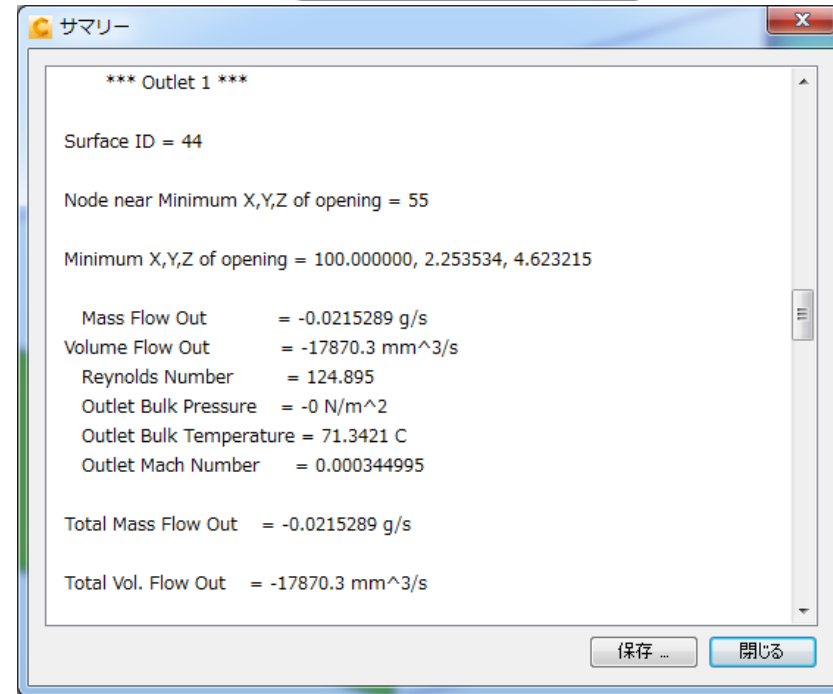 サマリー
*** Outlet 1 ***
Surface ID = 44
Node near Minimum X,Y,Z of opening = 55
Minimum X,Y,Z of opening = 100.000000, 2.253534, 4.623215
Mass Flow Out = -0.0215289 g/s
Volume Flow Out = -17870.3 mm^3/s
Reynolds Number = 124.895
Outlet Bulk Pressure = -0 N/m^2
Outlet Bulk Temperature = 71.3421 C
Outlet Mach Number = 0.000344995
Total Mass Flow Out = -0.0215289 g/s
Total Vol. Flow Out = -17870.3 mm^3/s
保存 ...
閉じる